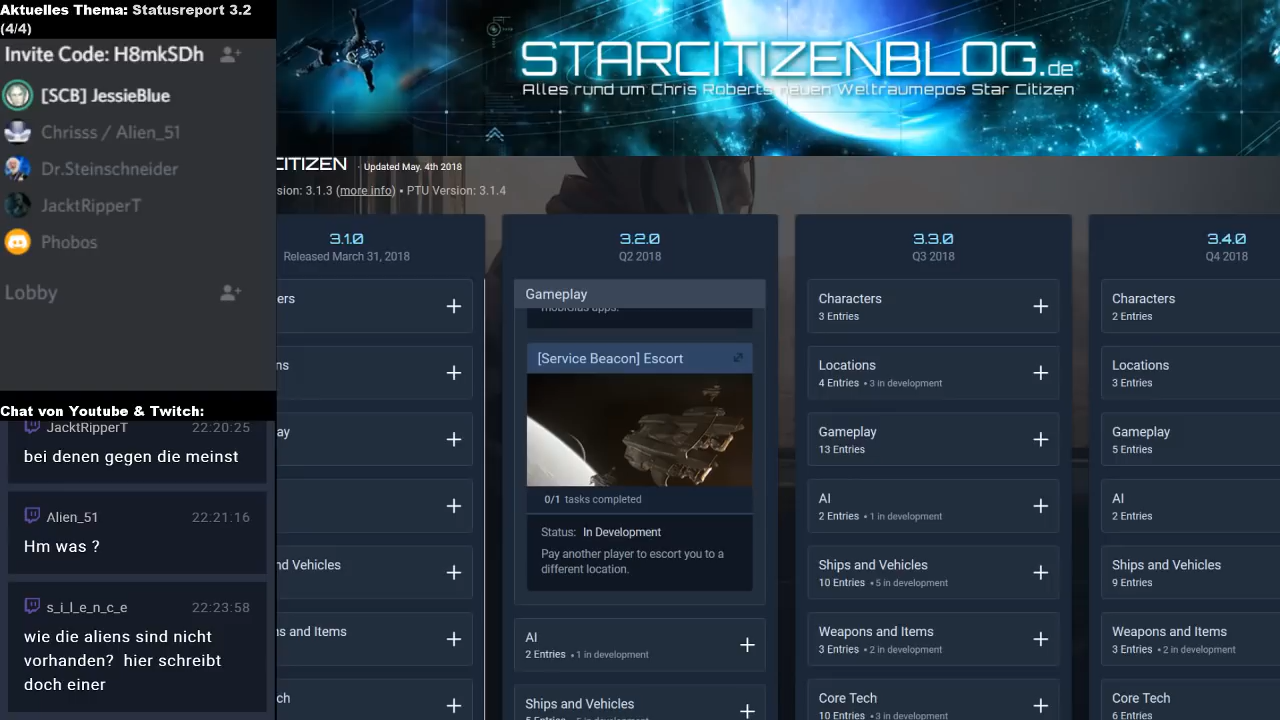 Aktuelles Thema: Statusreport 3.2
(4/4)
Invite Code: H8mkSDh
[SCB] JessieBlue
Chrisss / Alien_51
Dr.Steinschneider
JacktRipperT
Phobos
Lobby
Chat von Youtube & Twitch:
JacktRipperT 22:20:25
bei denen gegen die meinst
Alien_51 22:21:16
Hm was ?
s_i_l_e_n_c_e 22:23:58
wie die aliens sind nicht
vorhanden? hier schreibt
doch einer
STARCITIZENBLOG.de
Alles rund um Chris Roberts neuen Weltraumepos Star Citizen
CITIZEN · Updated May. 4th 2018
sion: 3.1.3 (more info) • PTU Version: 3.1.4
3.1.0
Released March 31, 2018
ers
ns
ay
nd Vehicles
ns and Items
ch
3.2.0
Q2 2018
Gameplay
mobiGlas apps.
[Service Beacon] Escort
0/1 tasks completed
Status: In Development
Pay another player to escort you to a
different location.
AI
2 Entries • 1 in development
Ships and Vehicles
5 Entries • 5 in development
3.3.0
Q3 2018
Characters
3 Entries
Locations
4 Entries • 3 in development
Gameplay
13 Entries
AI
2 Entries • 1 in development
Ships and Vehicles
10 Entries • 5 in development
Weapons and Items
3 Entries • 2 in development
Core Tech
10 Entries • 3 in development
3.4.0
Q4 2018
Characters
2 Entries
Locations
3 Entries
Gameplay
5 Entries
AI
2 Entries
Ships and Vehicles
9 Entries
Weapons and Items
3 Entries • 2 in development
Core Tech
6 Entries